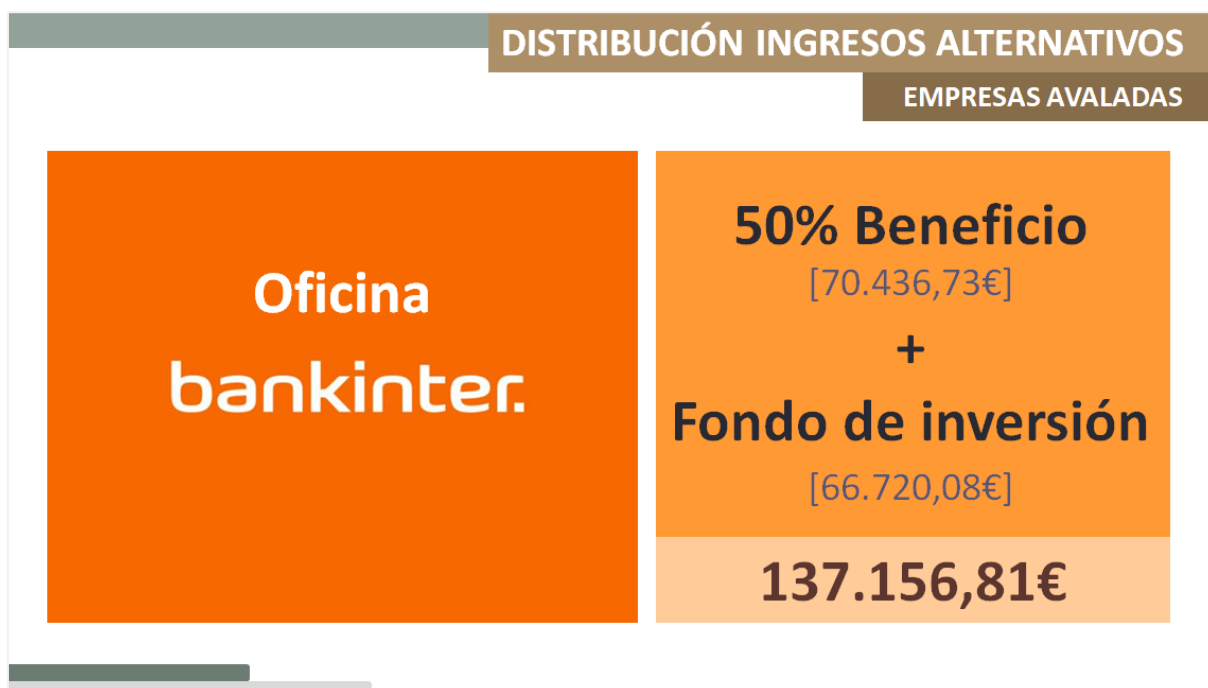 DISTRIBUCIÓN INGRESOS ALTERNATIVOS
EMPRESAS AVALADAS
Oficina
bankinter.
50% Beneficio
[70.436,73€]
+
Fondo de inversión
[66.720,08€]
137.156,81€